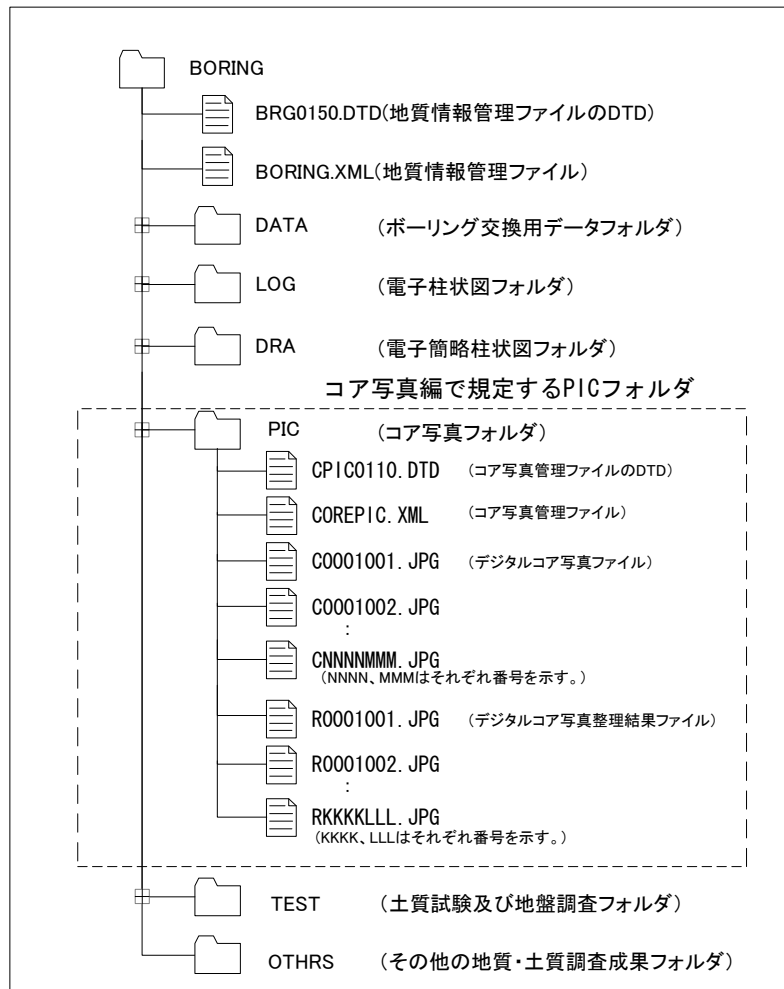 BORING
BRG0150.DTD(地質情報管理ファイルのDTD)
BORING.XML(地質情報管理ファイル)
DATA (ボーリング交換用データフォルダ)
LOG (電子柱状図フォルダ)
DRA (電子簡略柱状図フォルダ)
コア写真編で規定するPICフォルダ
PIC (コア写真フォルダ)
CPIC0110.DTD (コア写真管理ファイルのDTD)
COREPIC.XML (コア写真管理ファイル)
C0001001.JPG (デジタルコア写真ファイル)
C0001002.JPG
:
CNNNNMMM.JPG
(NNNN、MMMはそれぞれ番号を示す。)
R0001001.JPG (デジタルコア写真整理結果ファイル)
R0001002.JPG
:
RKKKKLLL.JPG
(KKKK、LLLはそれぞれ番号を示す。)
TEST (土質試験及び地盤調査フォルダ)
OTHRS (その他の地質・土質調査成果フォルダ)